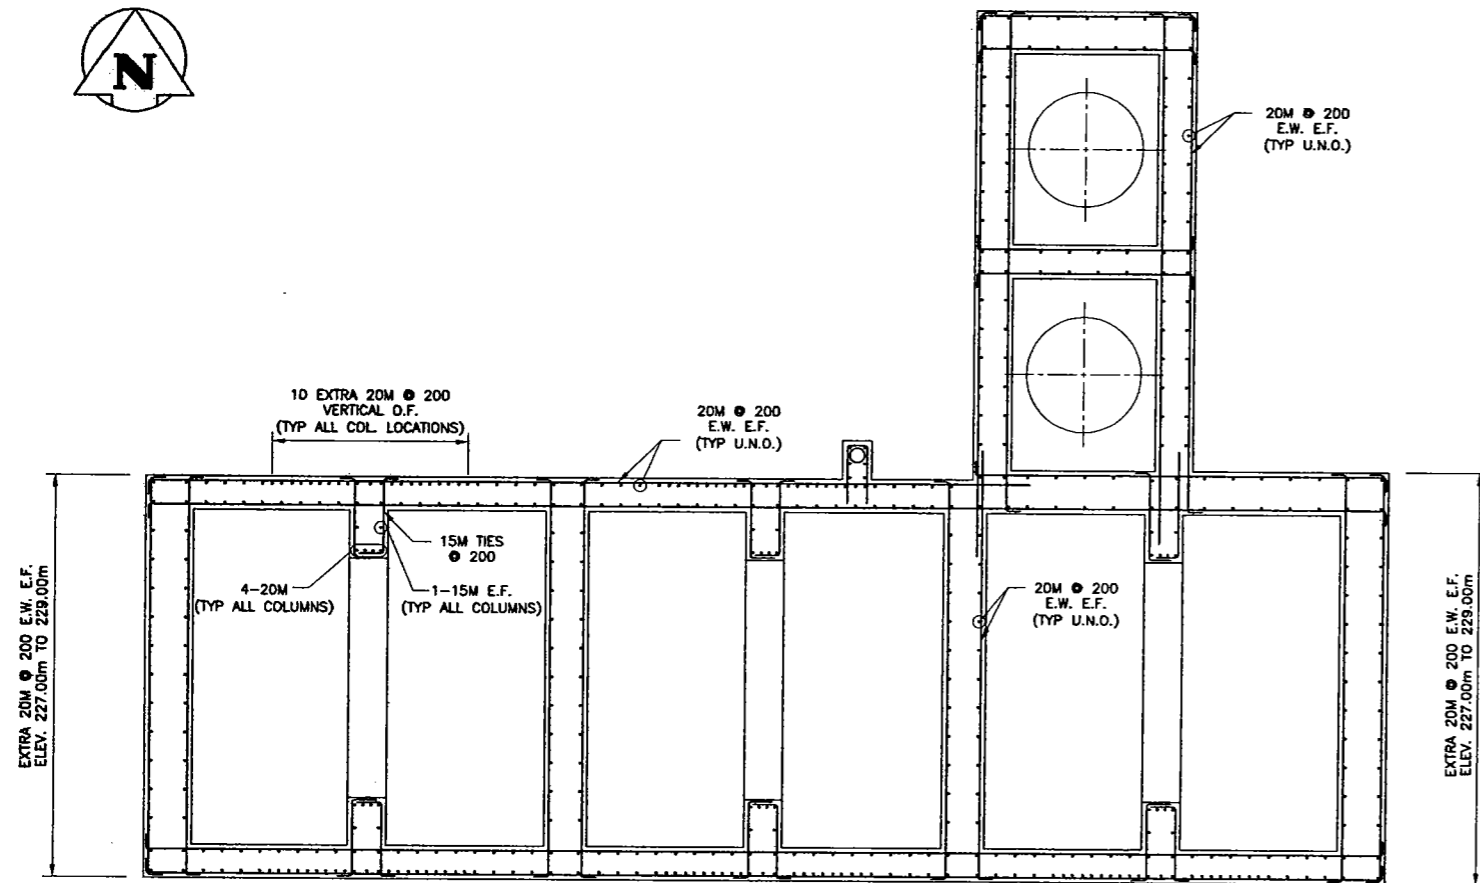 N
20M @ 200
E.W. E.F.
(TYP U.N.O.)
10 EXTRA 20M @ 200
VERTICAL O.F.
(TYP ALL COL. LOCATIONS)
20M @ 200
E.W. E.F.
(TYP U.N.O.)
15M TIES
@ 200
4-20M
(TYP ALL COLUMNS)
1-15M E.F.
(TYP ALL COLUMNS)
20M @ 200
E.W. E.F.
(TYP U.N.O.)
EXTRA 20M @ 200 E.W. E.F.
ELEV. 227.00m TO 229.00m
EXTRA 20M @ 200 E.W. E.F.
ELEV. 227.00m TO 229.00m